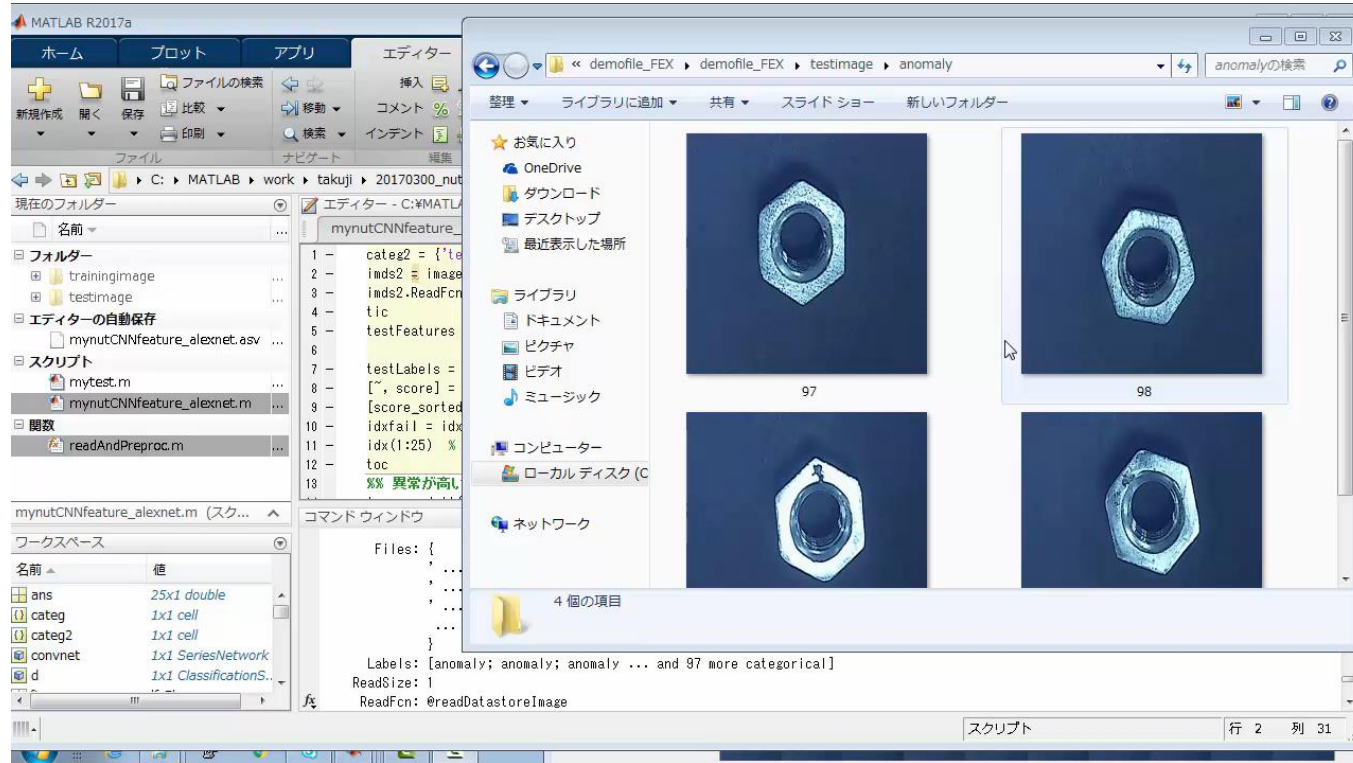 MATLAB R2017a
ホーム プロット アプリ エディター
新規作成 開く 保存 ファイルの検索 比較 印刷 移動 検索 挿入 コメント インデント
ファイル ナビゲート 編集
C: MATLAB work takuji 20170300_nut
現在のフォルダー
名前
フォルダー
trainingimage
testimage
エディターの自動保存
mynutCNNfeature_alexnet.asv
スクリプト
mytest.m
mynutCNNfeature_alexnet.m
関数
readAndPreproc.m
mynutCNNfeature_alexnet.m (スク...
ワークスペース
名前 値
ans 25x1 double
categ 1x1 cell
categ2 1x1 cell
convnet 1x1 SeriesNetwork
d 1x1 ClassificationS...
エディター - C:¥MATLA
mynutCNNfeature_
1 categ2 = {'te
2 imds2 = image
3 imds2.ReadFcn
4 tic
5 testFeatures
6
7 testLabels =
8 [~, score] =
9 [score_sorted
10 idxfail = idx
11 idx(1:25) %
12 toc
13 %% 異常が高い
コマンド ウィンドウ
Files: {
' ...
' ...
' ...
...
}
Labels: [anomaly; anomaly; anomaly ... and 97 more categorical]
ReadSize: 1
ReadFcn: @readDatastoreImage
fx
« demofile_FEX demofile_FEX testimage anomaly
anomalyの検索
整理 ライブラリに追加 共有 スライド ショー 新しいフォルダー
お気に入り
OneDrive
ダウンロード
デスクトップ
最近表示した場所
ライブラリ
ドキュメント
ピクチャ
ビデオ
ミュージック
コンピューター
ローカル ディスク (C
ネットワーク
97 98
4 個の項目
スクリプト 行 2 列 31